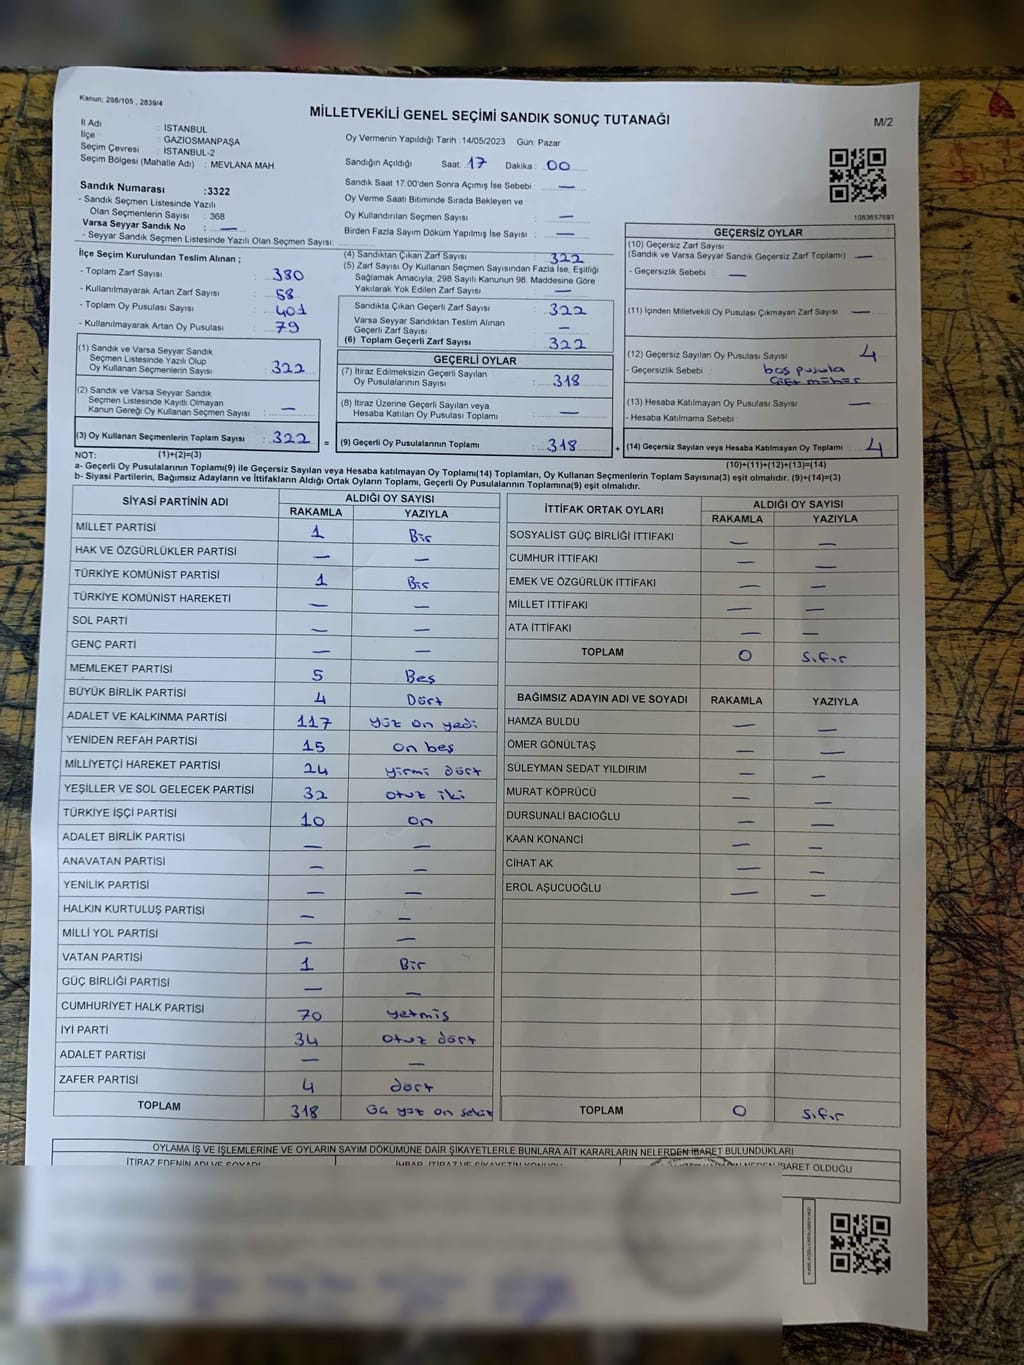 Kanun: 298/105 , 2839/4
MİLLETVEKİLİ GENEL SEÇİMİ SANDIK SONUÇ TUTANAĞI
M/2
İl Adı : İSTANBUL
İlçe : GAZİOSMANPAŞA
Seçim Çevresi : İSTANBUL-2
Seçim Bölgesi (Mahalle Adı) : MEVLANA MAH.
Sandık Numarası :3322
- Sandık Seçmen Listesinde Yazılı
Olan Seçmenlerin Sayısı : 368
Varsa Seyyar Sandık No : —
- Seyyar Sandık Seçmen Listesinde Yazılı Olan Seçmen Sayısı:
Oy Vermenin Yapıldığı Tarih : 14/05/2023 Gün: Pazar
Sandığın Açıldığı Saat: 17 Dakika : 00
Sandık Saat 17:00'den Sonra Açımış İse Sebebi : —
Oy Verme Saati Bitiminde Sırada Bekleyen ve
Oy Kullandırılan Seçmen Sayısı : —
Birden Fazla Sayım Döküm Yapılmış İse Sayısı : —
1083657693
İlçe Seçim Kurulundan Teslim Alınan ;
- Toplam Zarf Sayısı : 380
- Kullanılmayarak Artan Zarf Sayısı : 58
- Toplam Oy Pusulası Sayısı : 401
- Kullanılmayarak Artan Oy Pusulası : 79
(1) Sandık ve Varsa Seyyar Sandık
Seçmen Listesinde Yazılı Olup
Oy Kullanan Seçmenlerin Sayısı : 322
(2) Sandık ve Varsa Seyyar Sandık
Seçmen Listesinde Kayıtlı Olmayan
Kanun Gereği Oy Kullanan Seçmen Sayısı : —
(3) Oy Kullanan Seçmenlerin Toplam Sayısı : 322 =
(4) Sandıktan Çıkan Zarf Sayısı : 322
(5) Zarf Sayısı Oy Kullanan Seçmen Sayısından Fazla İse, Eşitliği
Sağlamak Amacıyla; 298 Sayılı Kanunun 98. Maddesine Göre
Yakılarak Yok Edilen Zarf Sayısı : —
Sandıkta Çıkan Geçerli Zarf Sayısı : 322
Varsa Seyyar Sandıktan Teslim Alınan
Geçerli Zarf Sayısı : —
(6) Toplam Geçerli Zarf Sayısı : 322
GEÇERLİ OYLAR
(7) İtiraz Edilmeksizin Geçerli Sayılan
Oy Pusulalarının Sayısı : 318
(8) İtiraz Üzerine Geçerli Sayılan veya
Hesaba Katılan Oy Pusulası Toplamı : —
(9) Geçerli Oy Pusulalarının Toplamı : 318 +
GEÇERSİZ OYLAR
(10) Geçersiz Zarf Sayısı
(Sandık ve Varsa Seyyar Sandık Geçersiz Zarf Toplamı) : —
- Geçersizlik Sebebi : —
(11) İçinden Milletvekili Oy Pusulası Çıkmayan Zarf Sayısı : —
(12) Geçersiz Sayılan Oy Pusulası Sayısı : 4
- Geçersizlik Sebebi : boş pusula
çift mühür
(13) Hesaba Katılmayan Oy Pusulası Sayısı : —
- Hesaba Katılmama Sebebi :
(14) Geçersiz Sayılan veya Hesaba Katılmayan Oy Toplamı : 4
NOT: (1)+(2)=(3) (10)+(11)+(12)+(13)=(14)
a- Geçerli Oy Pusulalarının Toplamı(9) ile Geçersiz Sayılan veya Hesaba katılmayan Oy Toplamı(14) Toplamları, Oy Kullanan Seçmenlerin Toplam Sayısına(3) eşit olmalıdır. (9)+(14)=(3)
b- Siyasi Partilerin, Bağımsız Adayların ve İttifakların Aldığı Ortak Oyların Toplamı, Geçerli Oy Pusulalarının Toplamına(9) eşit olmalıdır.
SİYASİ PARTİNİN ADI ALDIĞI OY SAYISI
RAKAMLA YAZIYLA
MİLLET PARTİSİ 1 Bir
HAK VE ÖZGÜRLÜKLER PARTİSİ — —
TÜRKİYE KOMÜNİST PARTİSİ 1 Bir
TÜRKİYE KOMÜNİST HAREKETİ — —
SOL PARTİ — —
GENÇ PARTİ — —
MEMLEKET PARTİSİ 5 Beş
BÜYÜK BİRLİK PARTİSİ 4 Dört
ADALET VE KALKINMA PARTİSİ 117 yüz on yedi
YENİDEN REFAH PARTİSİ 15 on beş
MİLLİYETÇİ HAREKET PARTİSİ 24 yirmi dört
YEŞİLLER VE SOL GELECEK PARTİSİ 32 otuz iki
TÜRKİYE İŞÇİ PARTİSİ 10 on
ADALET BİRLİK PARTİSİ — —
ANAVATAN PARTİSİ — —
YENİLİK PARTİSİ — —
HALKIN KURTULUŞ PARTİSİ — —
MİLLİ YOL PARTİSİ — —
VATAN PARTİSİ 1 Bir
GÜÇ BİRLİĞİ PARTİSİ — —
CUMHURİYET HALK PARTİSİ 70 yetmiş
İYİ PARTİ 34 otuz dört
ADALET PARTİSİ — —
ZAFER PARTİSİ 4 dört
TOPLAM 318 Üç yüz on sekiz
İTTİFAK ORTAK OYLARI ALDIĞI OY SAYISI
RAKAMLA YAZIYLA
SOSYALİST GÜÇ BİRLİĞİ İTTİFAKI — —
CUMHUR İTTİFAKI — —
EMEK VE ÖZGÜRLÜK İTTİFAKI — —
MİLLET İTTİFAKI — —
ATA İTTİFAKI — —
TOPLAM 0 Sıfır
BAĞIMSIZ ADAYIN ADI VE SOYADI RAKAMLA YAZIYLA
HAMZA BULDU — —
ÖMER GÖNÜLTAŞ — —
SÜLEYMAN SEDAT YILDIRIM — —
MURAT KÖPRÜCÜ — —
DURSUNALİ BACIOĞLU — —
KAAN KONANCİ — —
CİHAT AK — —
EROL AŞUCUOĞLU — —
TOPLAM 0 Sıfır
OYLAMA İŞ VE İŞLEMLERİNE VE OYLARIN SAYIM DÖKÜMÜNE DAİR ŞİKAYETLERLE BUNLARA AİT KARARLARIN NELERDEN İBARET BULUNDUKLARI
İTİRAZ EDENİN ADI VE SOYADI İHBAR, İTİRAZ VE ŞİKAYETİN KONUSU NEDEN İBARET OLDUĞU